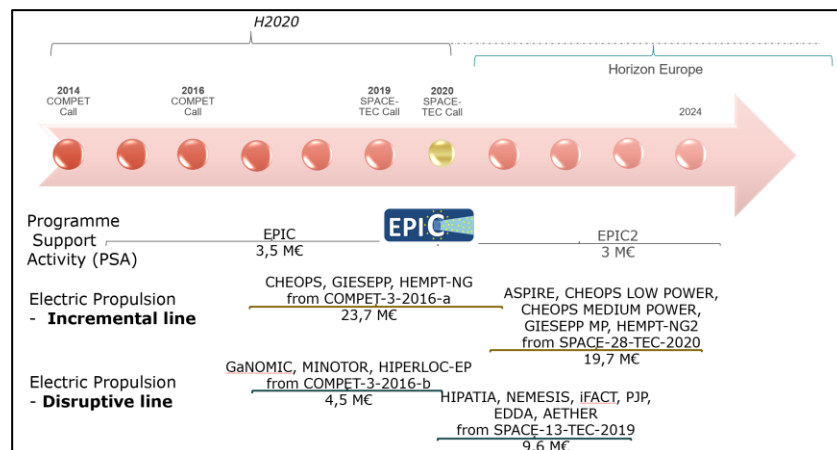 H2020
Horizon Europe
2014
COMPET
Call
2016
COMPET
Call
2019
SPACE-
TEC Call
2020
SPACE-
TEC Call
2024
Programme
Support
Activity (PSA)
EPIC
3,5 M€
EPIC
EPIC2
3 M€
Electric Propulsion
- Incremental line
CHEOPS, GIESEPP, HEMPT-NG
from COMPET-3-2016-a
23,7 M€
ASPIRE, CHEOPS LOW POWER,
CHEOPS MEDIUM POWER,
GIESEPP MP, HEMPT-NG2
from SPACE-28-TEC-2020
19,7 M€
Electric Propulsion
- Disruptive line
GaNOMIC, MINOTOR, HIPERLOC-EP
from COMPET-3-2016-b
4,5 M€
HIPATIA, NEMESIS, iFACT, PJP,
EDDA, AETHER
from SPACE-13-TEC-2019
9,6 M€